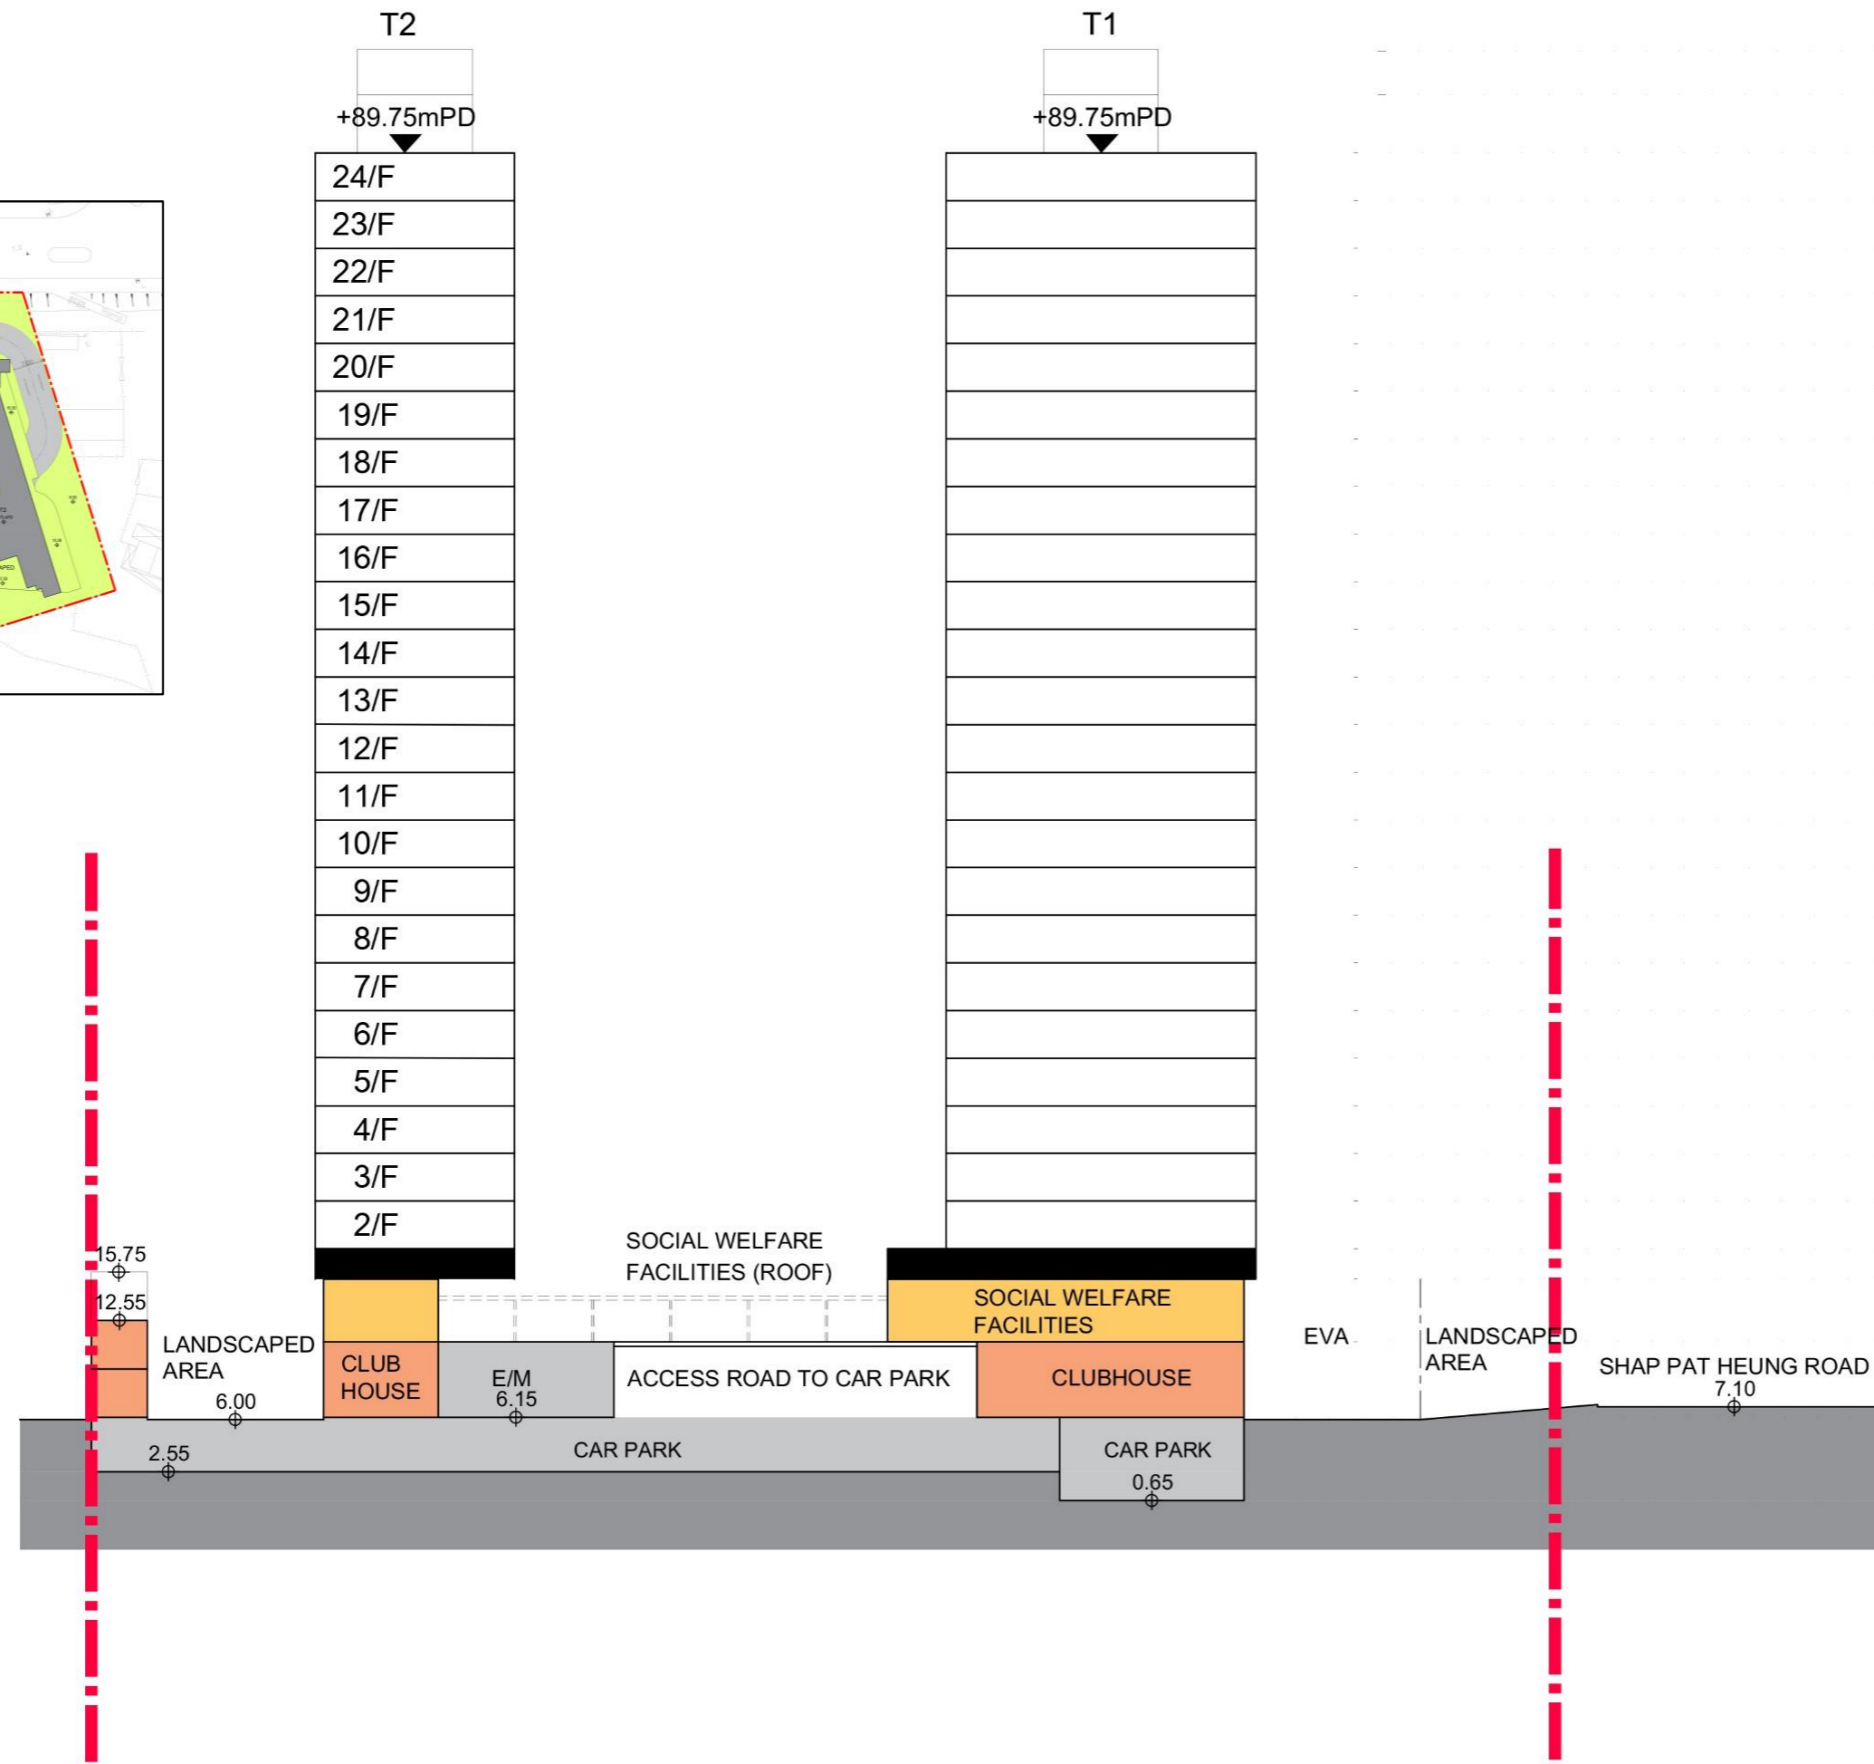 T2
T1
+89.75mPD
+89.75mPD
24/F
23/F
22/F
21/F
20/F
19/F
18/F
17/F
16/F
15/F
14/F
13/F
12/F
11/F
10/F
9/F
8/F
7/F
6/F
5/F
4/F
3/F
2/F
SOCIAL WELFARE
FACILITIES (ROOF)
15.75
12.55
SOCIAL WELFARE
FACILITIES
LANDSCAPED
AREA
EVA
LANDSCAPED
AREA
CLUB
HOUSE
E/M
6.15
ACCESS ROAD TO CAR PARK
CLUBHOUSE
SHAP PAT HEUNG ROAD
7.10
6.00
2.55
CAR PARK
CAR PARK
0.65